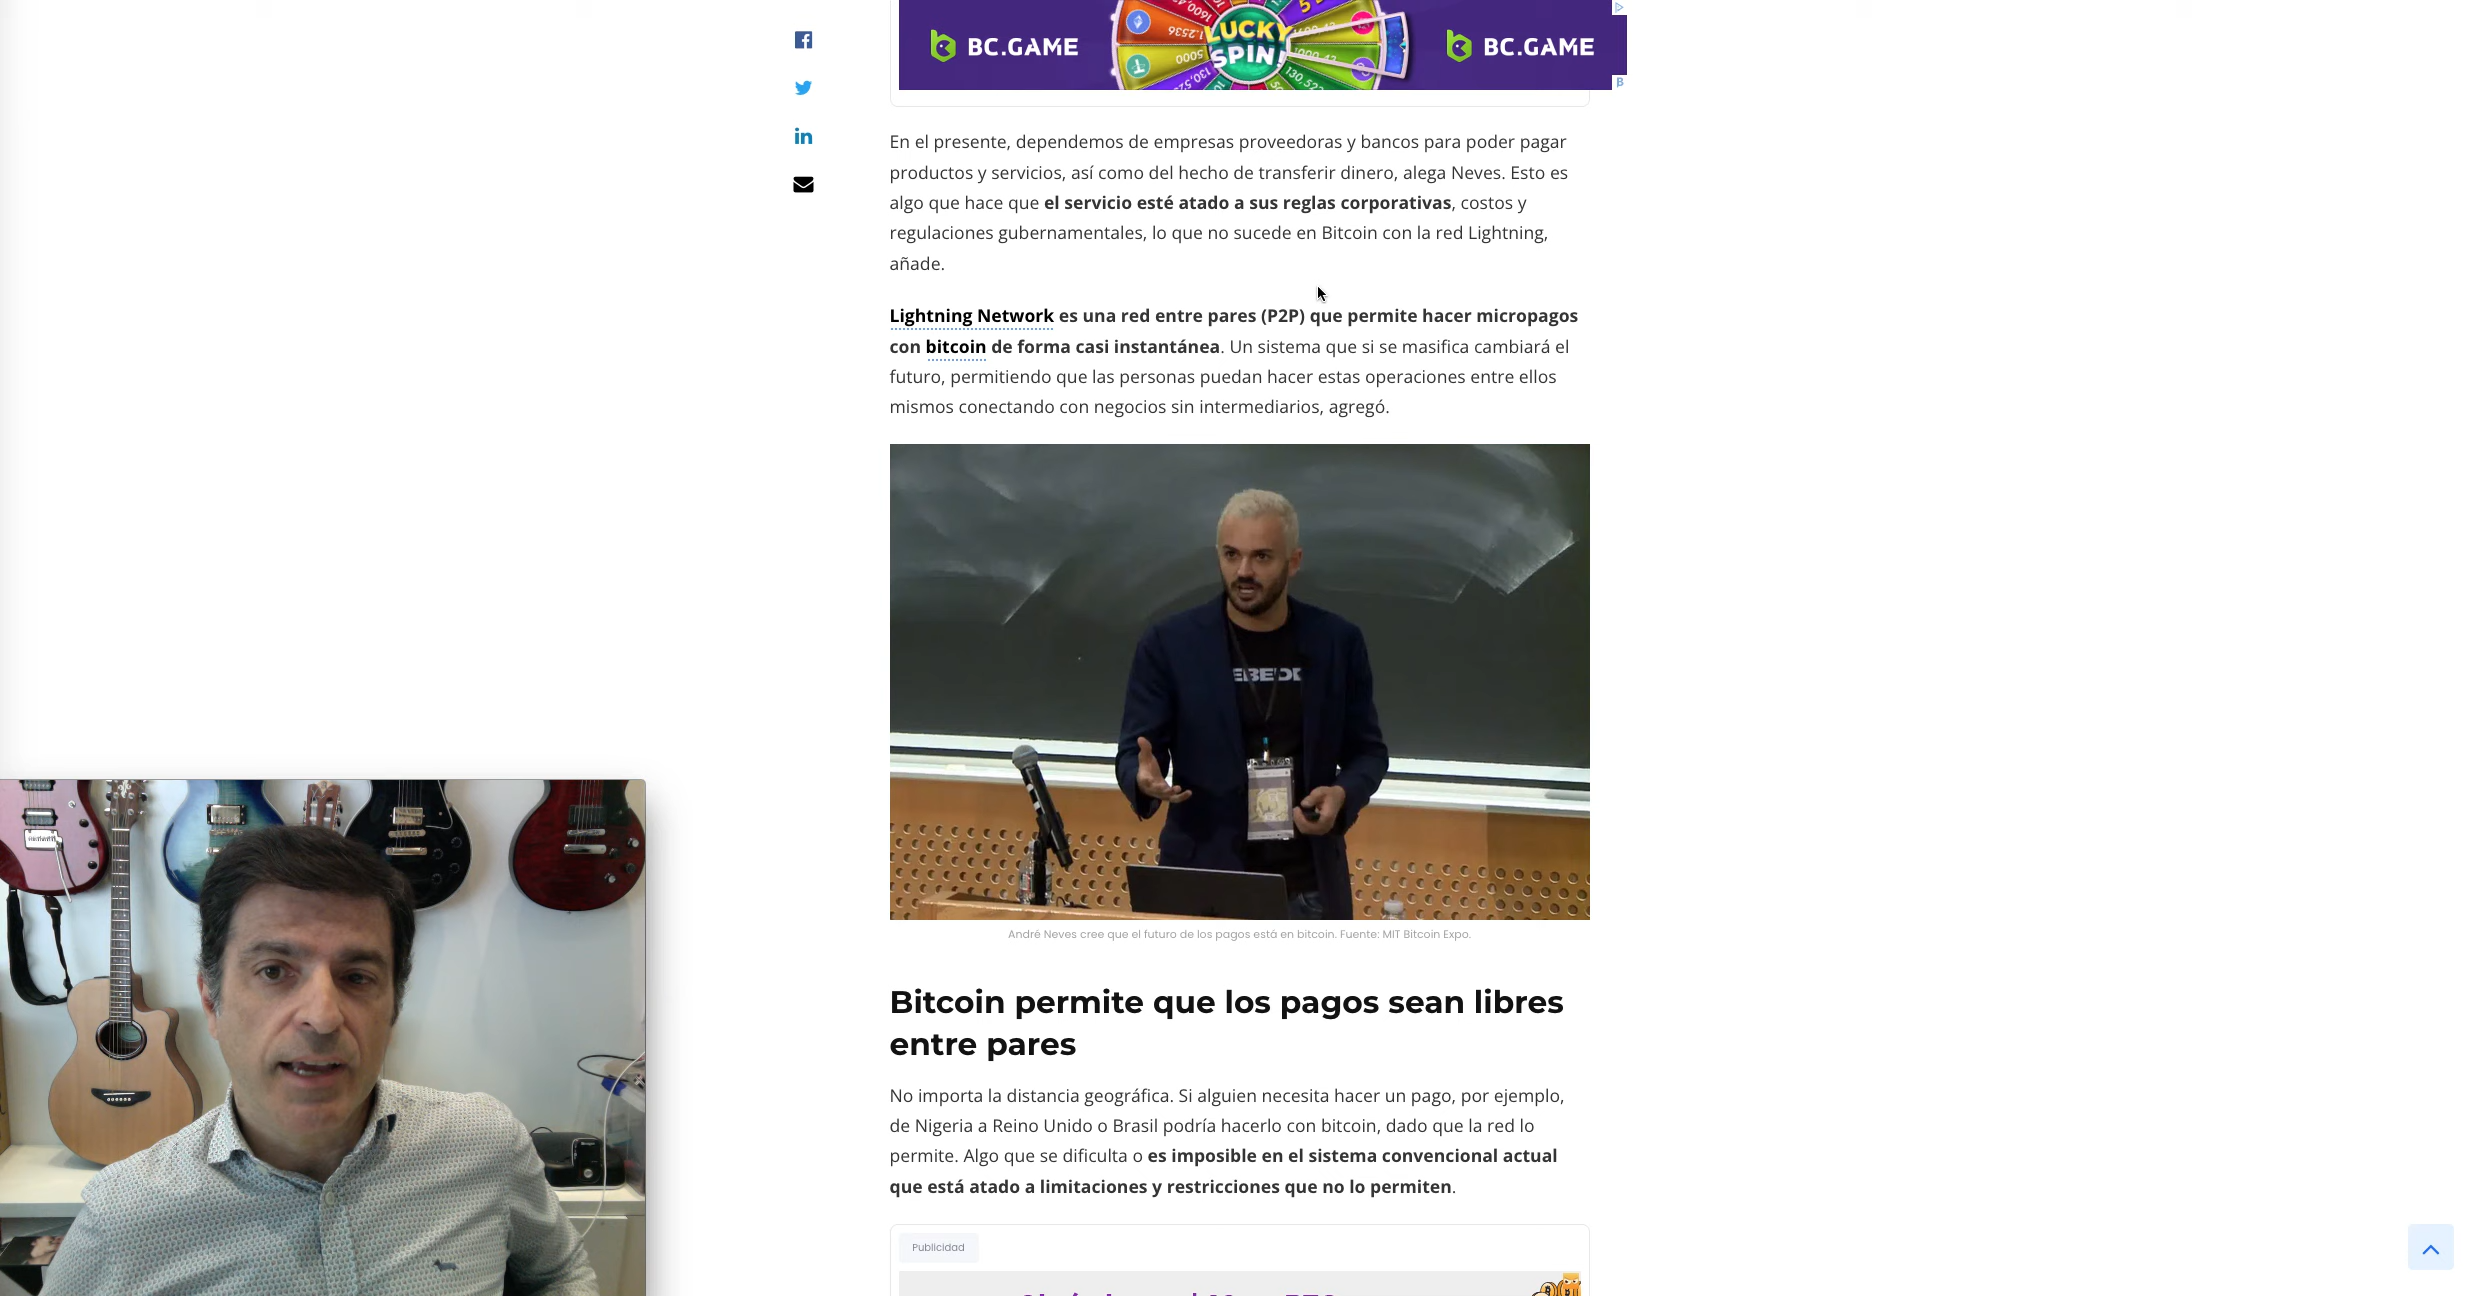 BC.GAME
LUCKY
SPIN!
BC.GAME
En el presente, dependemos de empresas proveedoras y bancos para poder pagar
productos y servicios, así como del hecho de transferir dinero, alega Neves. Esto es
algo que hace que el servicio esté atado a sus reglas corporativas, costos y
regulaciones gubernamentales, lo que no sucede en Bitcoin con la red Lightning,
añade.
Lightning Network es una red entre pares (P2P) que permite hacer micropagos
con bitcoin de forma casi instantánea. Un sistema que si se masifica cambiará el
futuro, permitiendo que las personas puedan hacer estas operaciones entre ellos
mismos conectando con negocios sin intermediarios, agregó.
André Neves cree que el futuro de los pagos está en bitcoin. Fuente: MIT Bitcoin Expo.
Bitcoin permite que los pagos sean libres
entre pares
No importa la distancia geográfica. Si alguien necesita hacer un pago, por ejemplo,
de Nigeria a Reino Unido o Brasil podría hacerlo con bitcoin, dado que la red lo
permite. Algo que se dificulta o es imposible en el sistema convencional actual
que está atado a limitaciones y restricciones que no lo permiten.
Publicidad